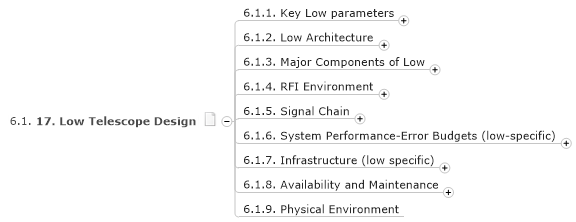 6.1.1. Key Low parameters
6.1.2. Low Architecture
6.1.3. Major Components of Low
6.1.4. RFI Environment
6.1. 17. Low Telescope Design
6.1.5. Signal Chain
6.1.6. System Performance-Error Budgets (low-specific)
6.1.7. Infrastructure (low specific)
6.1.8. Availability and Maintenance
6.1.9. Physical Environment